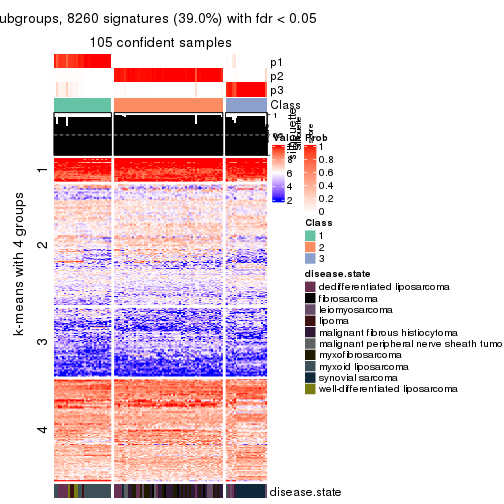 ubgroups, 8260 signatures (39.0%) with fdr < 0.05
105 confident samples
p1
p2
p3
Class
1
silhouette
k-means with 4 groups
1
2
3
4
disease.state
Value
8
6
4
2
Prob
1
0.8
0.6
0.4
0.2
0
Class
1
2
3
disease.state
dedifferentiated liposarcoma
fibrosarcoma
leiomyosarcoma
lipoma
malignant fibrous histiocytoma
malignant peripheral nerve sheath tumo
myxofibrosarcoma
myxoid liposarcoma
synovial sarcoma
well-differentiated liposarcoma